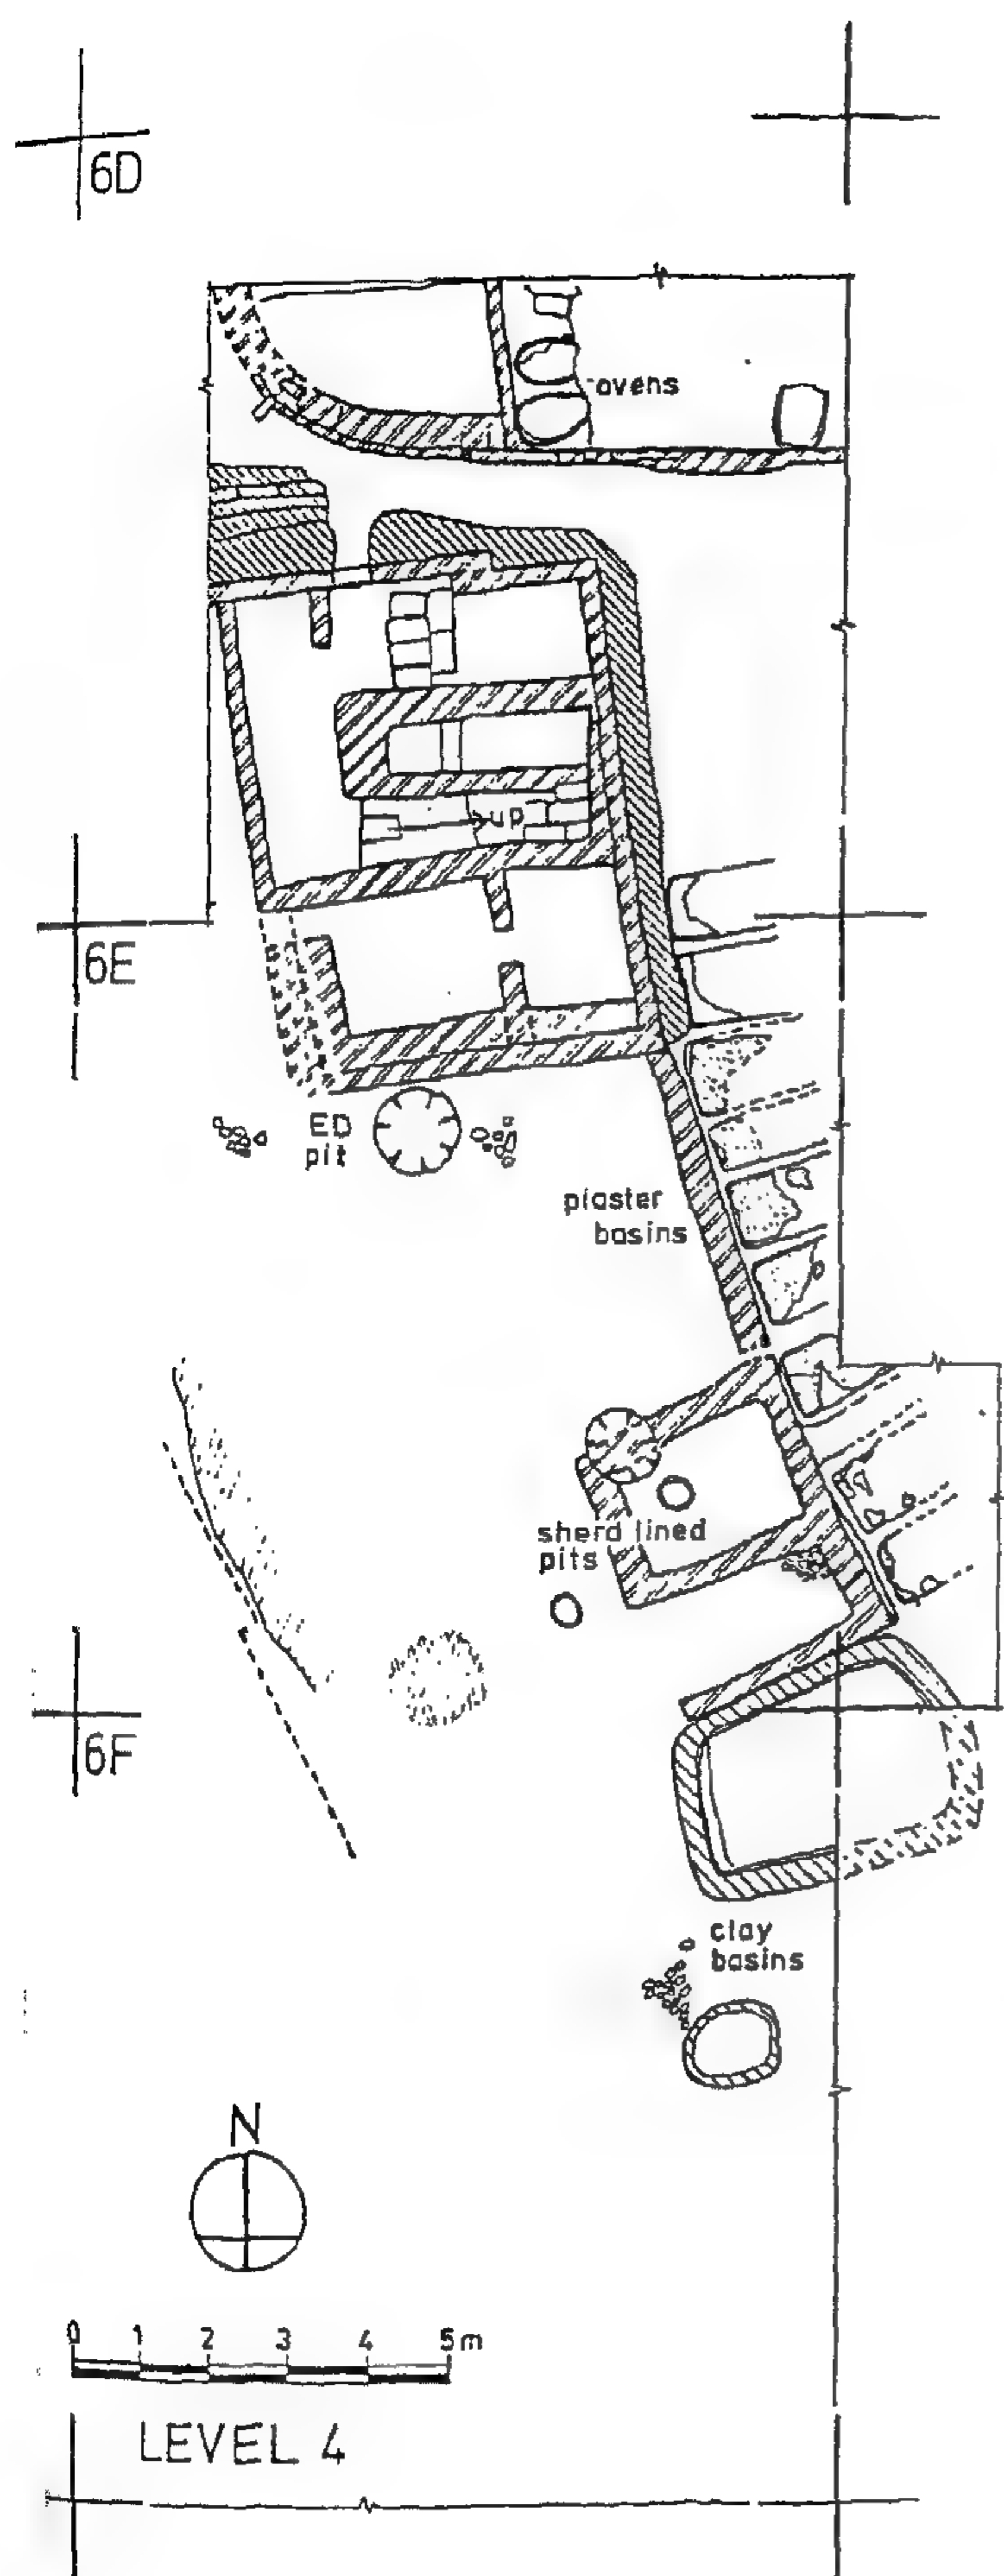 6D
ovens
up
6E
ED
pit
plaster
basins
sherd lined
pits
6F
clay
basins
N
0 1 2 3 4 5m
LEVEL 4